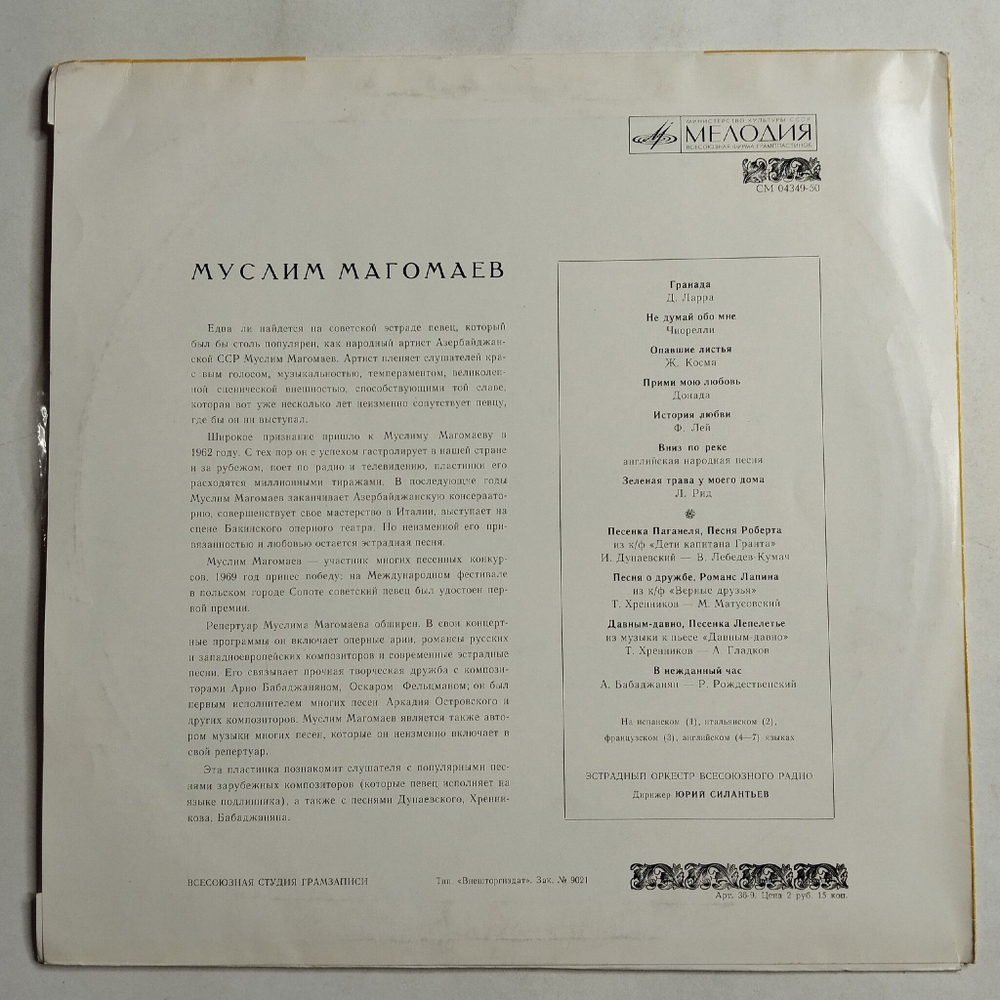 МИНИСТЕРСТВО КУЛЬТУРЫ СССР
МЕЛОДИЯ
ВСЕСОЮЗНАЯ ФИРМА ГРАМПЛАСТИНОК
СМ 04349-50
МУСЛИМ МАГОМАЕВ
Едва ли найдется на советской эстраде певец, который
был бы столь популярен, как народный артист Азербайджан-
ской ССР Муслим Магомаев. Артист пленяет слушателей кра-
с вым голосом, музыкальностью, темпераментом, великолеп-
ной сценической внешностью, способствующими той славе,
которая вот уже несколько лет неизменно сопутствует певцу,
где бы он ни выступал.
Широкое признание пришло к Муслиму Магомаеву в
1962 году. С тех пор он с успехом гастролирует в нашей стране
и за рубежом, поет по радио и телевидению, пластинки его
расходятся миллионными тиражами. В последующие годы
Муслим Магомаев заканчивает Азербайджанскую консервато-
рию, совершенствует свое мастерство в Италии, выступает на
сцене Бакинского оперного театра. Но неизменной его при-
вязанностью и любовью остается эстрадная песня.
Муслим Магомаев — участник многих песенных конкур-
сов. 1969 год принес победу: на Международном фестивале
в польском городе Сопоте советский певец был удостоен пер-
вой премии.
Репертуар Муслима Магомаева обширен. В свои концерт-
ные программы он включает оперные арии, романсы русских
и западноевропейских композиторов и современные эстрадные
песни. Его связывает прочная творческая дружба с компози-
торами Арно Бабаджаняном, Оскаром Фельцманом; он был
первым исполнителем многих песен Аркадия Островского и
других композиторов. Муслим Магомаев является также авто-
ром музыки многих песен, которые он неизменно включает в
свой репертуар.
Эта пластинка познакомит слушателя с популярными пес-
нями зарубежных композиторов (которые певец исполняет на
языке подлинника), а также с песнями Дунаевского, Хренни-
кова, Бабаджаняна.
Гранада
Д. Ларра
Не думай обо мне
Чиорелли
Опавшие листья
Ж. Косма
Прими мою любовь
Донада
История любви
Ф. Лей
Вниз по реке
английская народная песня
Зеленая трава у моего дома
Л. Рид
Песенка Паганеля, Песня Роберта
из к/ф «Дети капитана Гранта»
И. Дунаевский — В. Лебедев-Кумач
Песня о дружбе, Романс Лапина
из к/ф «Верные друзья»
Т. Хренников — М. Матусовский
Давным-давно, Песенка Лепелетье
из музыки к пьесе «Давным-давно»
Т. Хренников — А. Гладков
В нежданный час
А. Бабаджанян — Р. Рождественский
На испанском (1), итальянском (2),
французском (3), английском (4—7) языках
ЭСТРАДНЫЙ ОРКЕСТР ВСЕСОЮЗНОГО РАДИО
Дирижер ЮРИЙ СИЛАНТЬЕВ
ВСЕСОЮЗНАЯ СТУДИЯ ГРАМЗАПИСИ
Тип. «Внешторгиздат». Зак. № 9021
Арт. 36-9. Цена 2 руб. 15 коп.